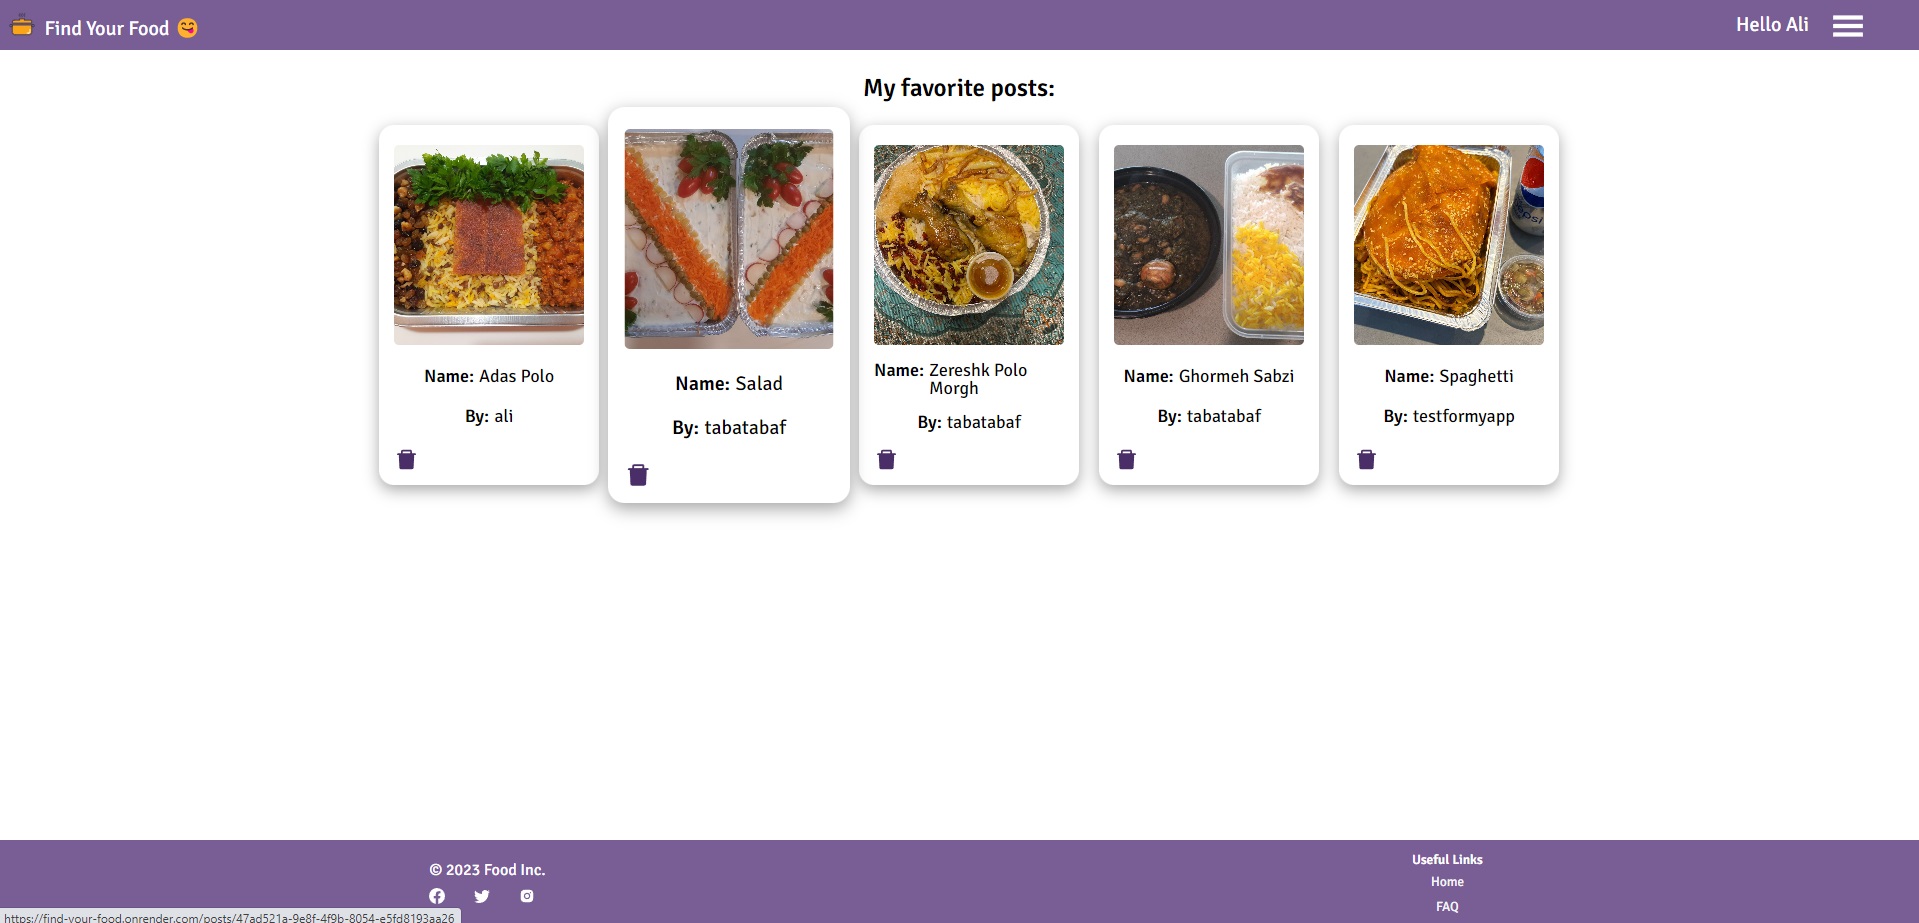 Find Your Food 😋
Hello Ali
My favorite posts:
Name: Adas Polo
By: ali
Name: Salad
By: tabatabaf
Name: Zereshk Polo
Morgh
By: tabatabaf
Name: Ghormeh Sabzi
By: tabatabaf
pepsi
Name: Spaghetti
By: testformyapp
© 2023 Food Inc.
Useful Links
Home
FAQ
https://find-your-food.onrender.com/posts/47ad521a-9e8f-4f9b-8054-e5fd8193aa26